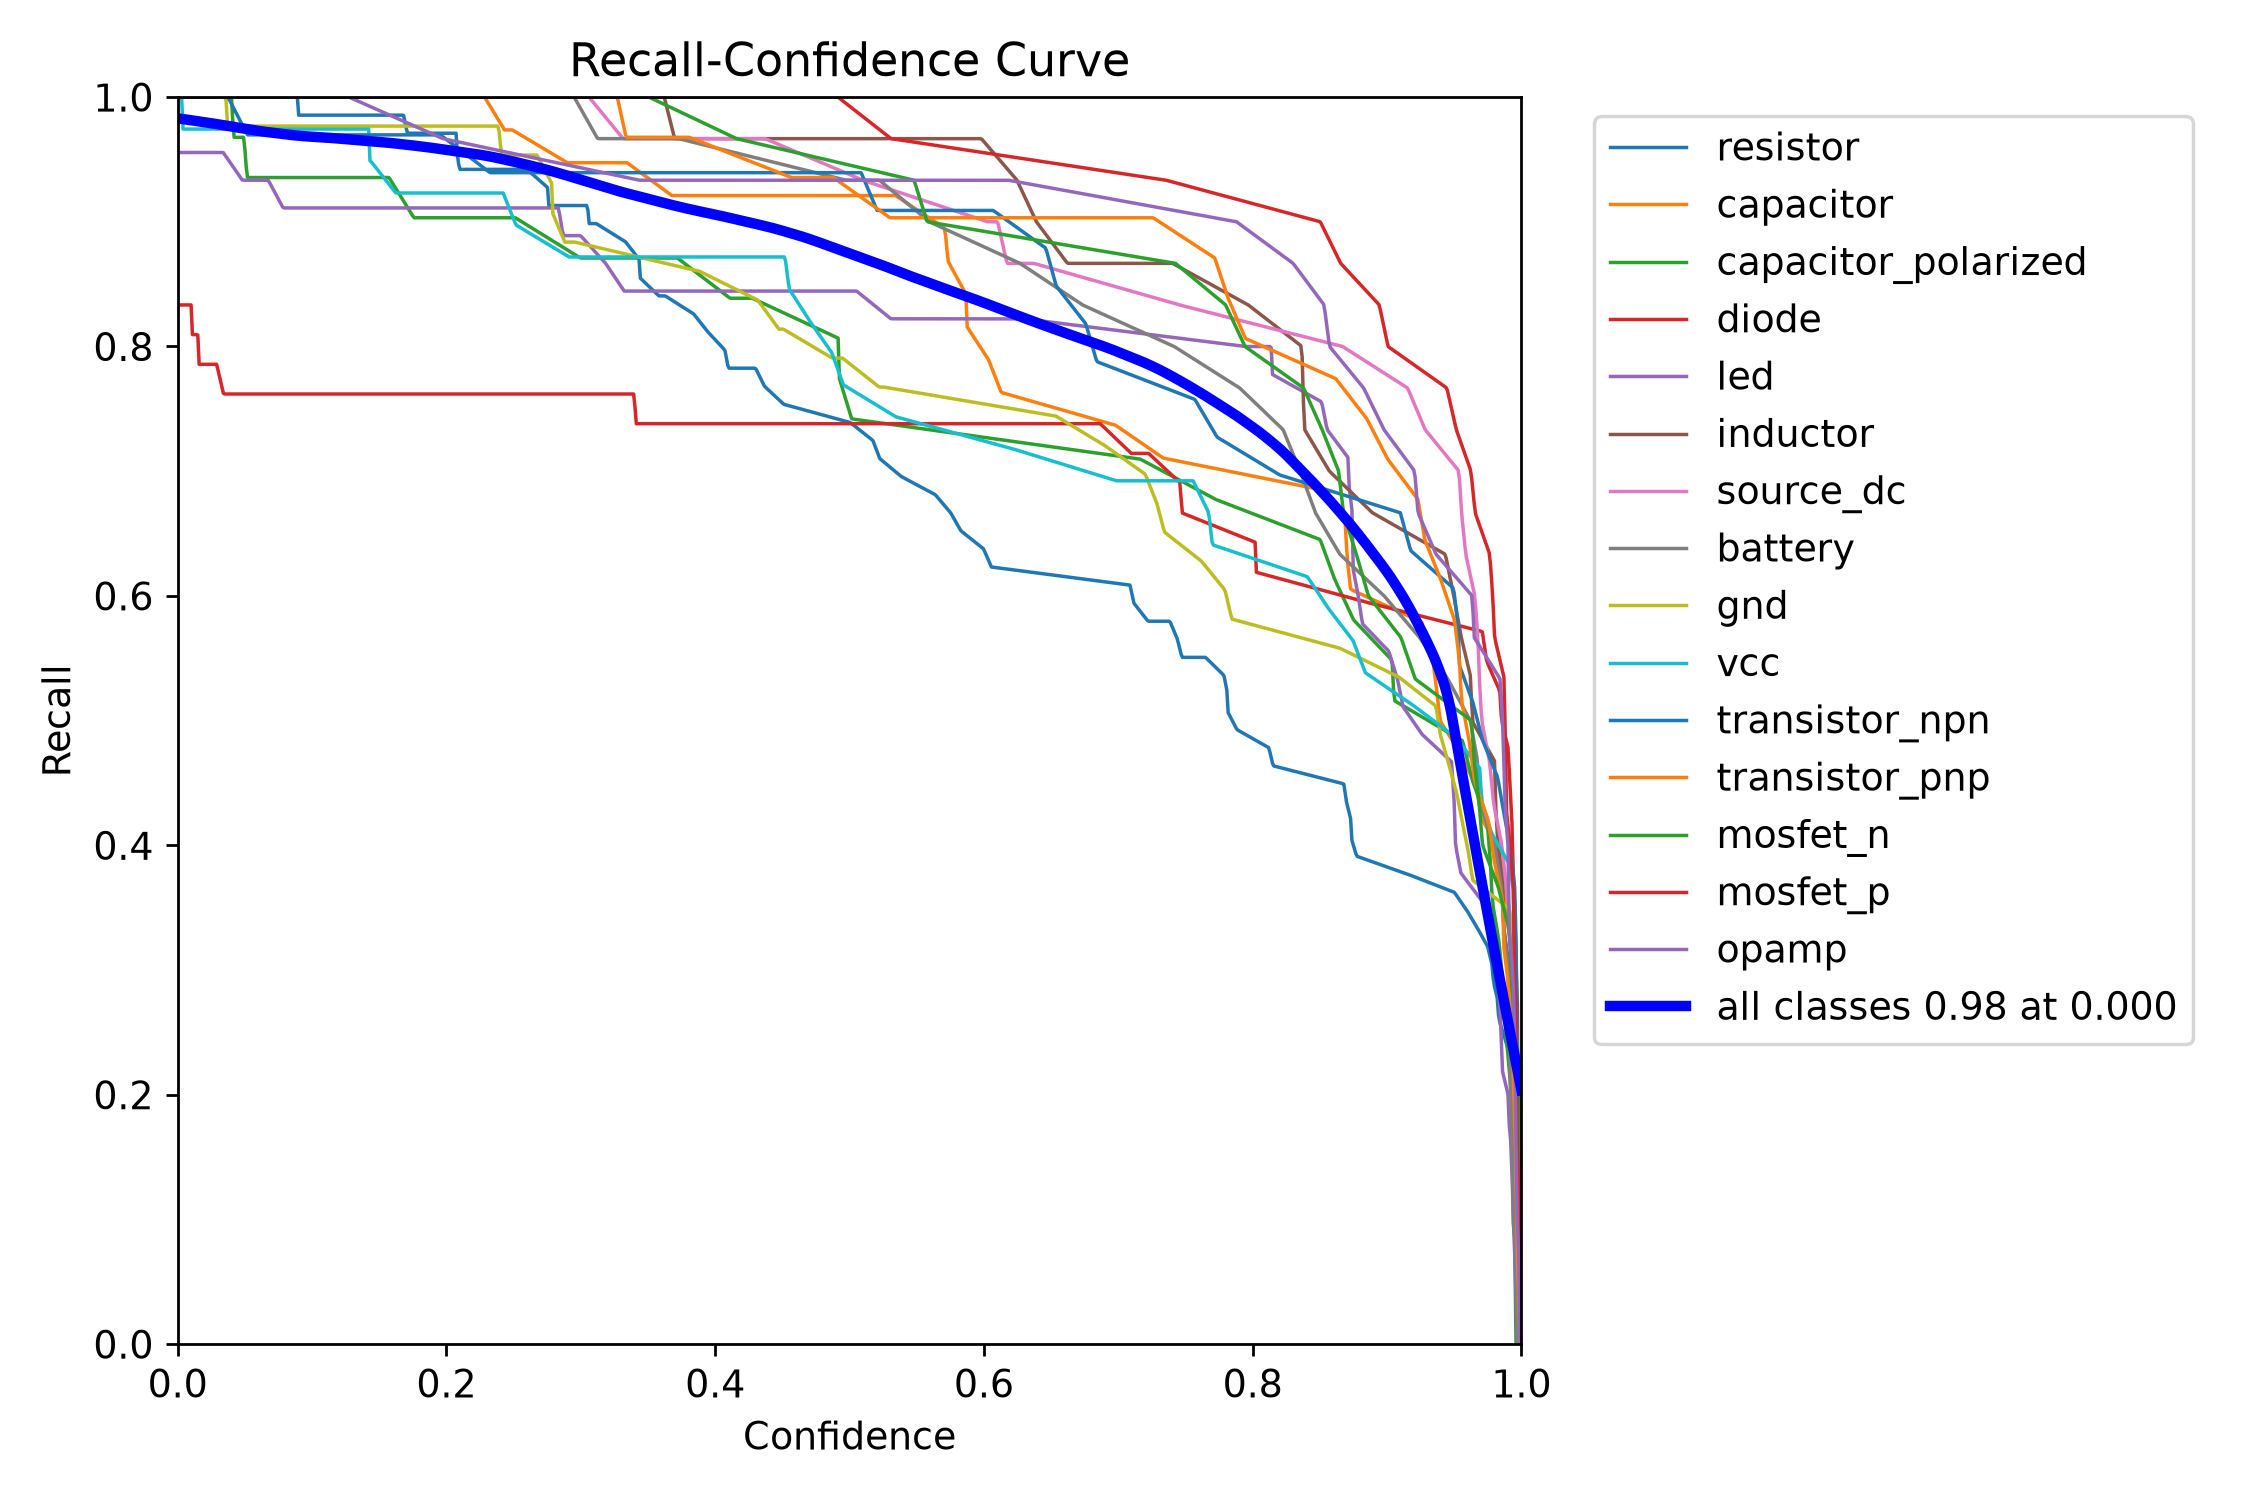 Recall-Confidence Curve
1.0
0.8
0.6
0.4
0.2
0.0
Recall
0.0 0.2 0.4 0.6 0.8 1.0
Confidence
resistor
capacitor
capacitor_polarized
diode
led
inductor
source_dc
battery
gnd
vcc
transistor_npn
transistor_pnp
mosfet_n
mosfet_p
opamp
all classes 0.98 at 0.000